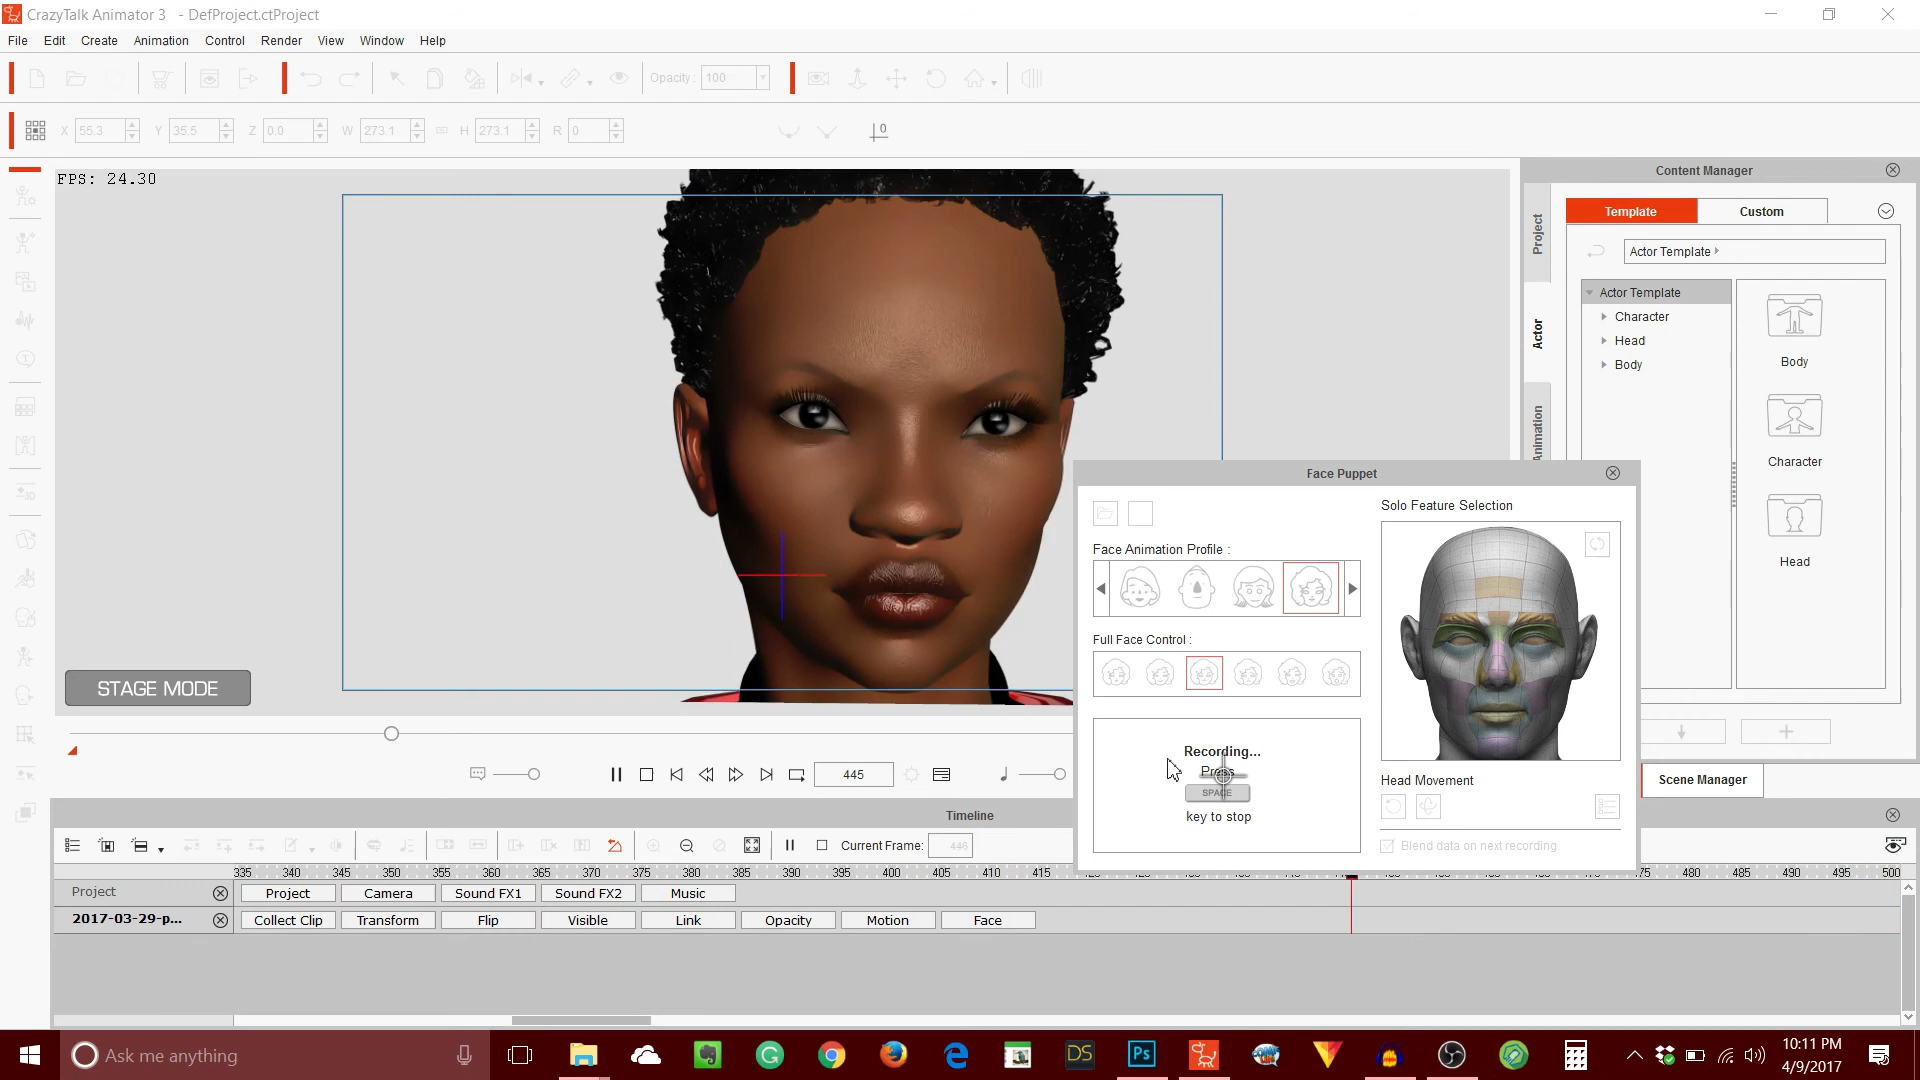 CrazyTalk Animator 3 - DefProject.ctProject
File Edit Create Animation Control Render View Window Help
Opacity : 100
X 55.3 Y 35.5 Z 0.0 W 273.1 H 273.1 R 0
0
FPS: 24.30
STAGE MODE
Content Manager
Project
Actor
Animation
Template Custom
Actor Template
Actor Template
Character
Head
Body
Body
Character
Head
Face Puppet
Face Animation Profile :
Full Face Control :
Recording...
Press
SPACE
key to stop
Solo Feature Selection
Head Movement
Blend data on next recording.
Scene Manager
445
Timeline
Current Frame: 446
335 340 345 350 355 360 365 370 375 380 385 390 395 400 405 410 415 480 485 490 495 500
Project Project Camera Sound FX1 Sound FX2 Music
2017-03-29-p... Collect Clip Transform Flip Visible Link Opacity Motion Face
Ask me anything
DS
Ps
10:11 PM
4/9/2017